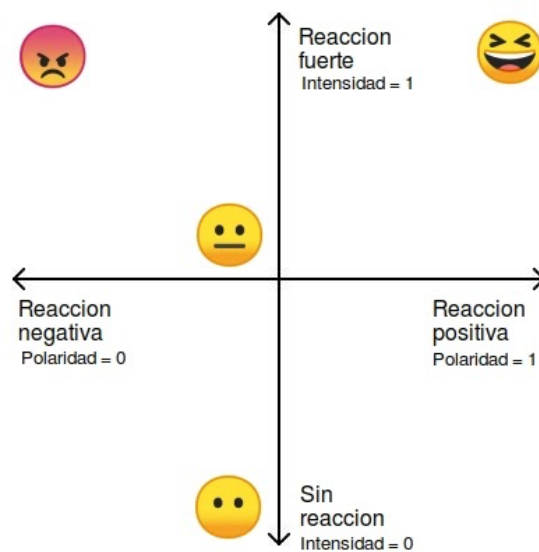 Reaccion
fuerte
Intensidad = 1
Reaccion
negativa
Polaridad = 0
Reaccion
positiva
Polaridad = 1
Sin
reaccion
Intensidad = 0